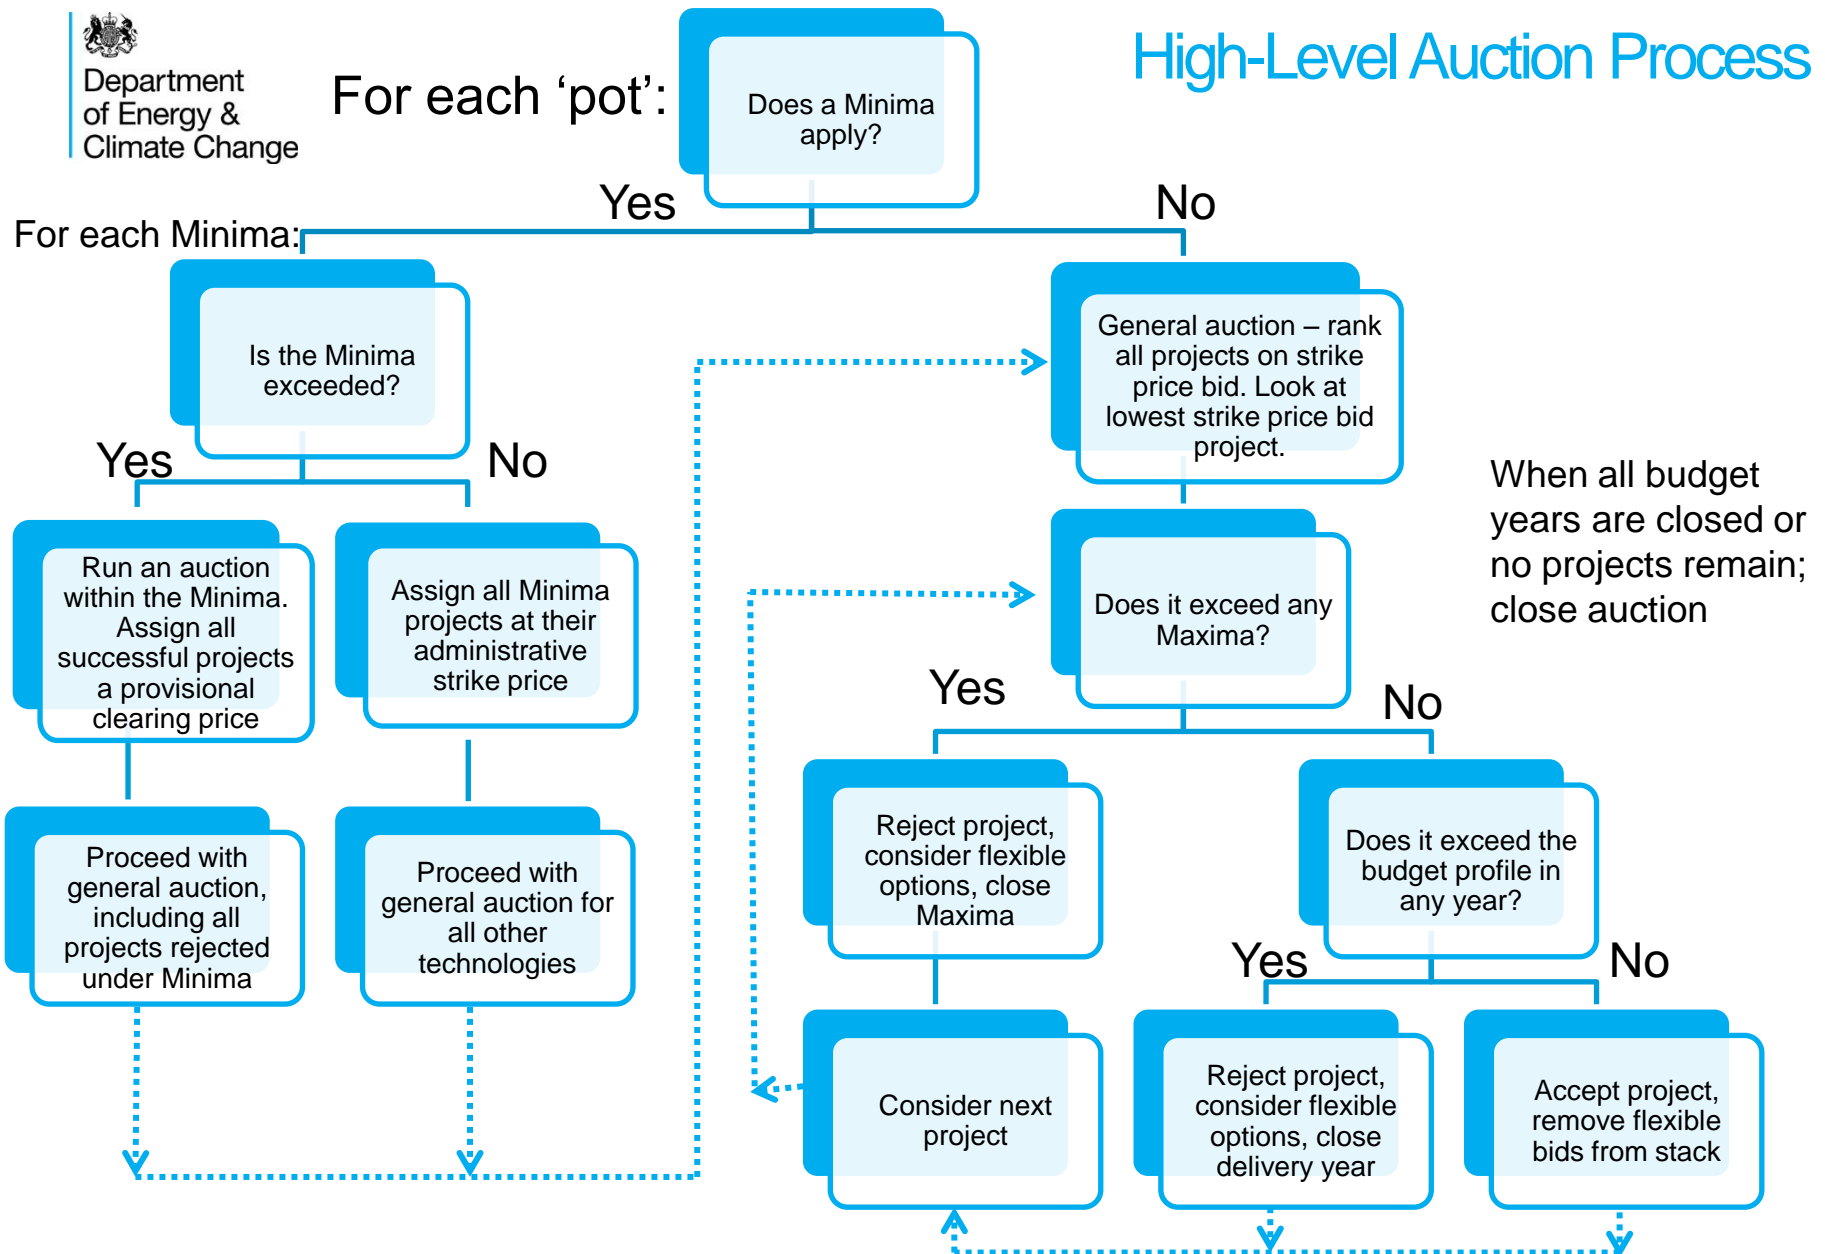 Department
of Energy &
Climate Change
For each ‘pot’:
High-Level Auction Process
Does a Minima
apply?
Yes
No
For each Minima:
Is the Minima
exceeded?
Yes
No
Run an auction
within the Minima.
Assign all
successful projects
a provisional
clearing price
Assign all Minima
projects at their
administrative
strike price
Proceed with
general auction,
including all
projects rejected
under Minima
Proceed with
general auction for
all other
technologies
General auction – rank
all projects on strike
price bid. Look at
lowest strike price bid
project.
Does it exceed any
Maxima?
When all budget
years are closed or
no projects remain;
close auction
Yes
No
Reject project,
consider flexible
options, close
Maxima
Does it exceed the
budget profile in
any year?
Yes
No
Consider next
project
Reject project,
consider flexible
options, close
delivery year
Accept project,
remove flexible
bids from stack